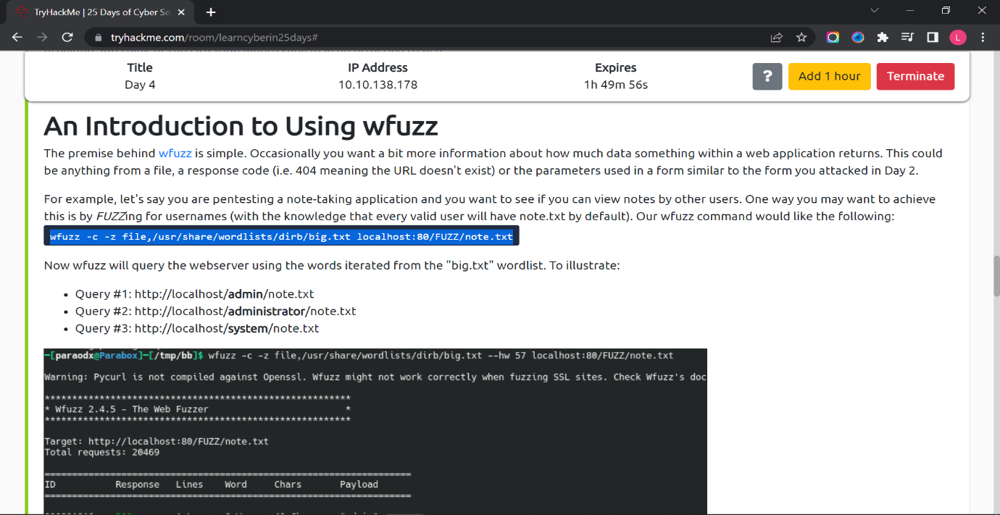 TryHackMe | 25 Days of Cyber Se
tryhackme.com/room/learncyberin25days#
L
Title
IP Address
Expires
Day 4
10.10.138.178
1h 49m 56s
?
Add 1 hour
Terminate
An Introduction to Using wfuzz
The premise behind wfuzz is simple. Occasionally you want a bit more information about how much data something within a web application returns. This could
be anything from a file, a response code (i.e. 404 meaning the URL doesn't exist) or the parameters used in a form similar to the form you attacked in Day 2.
For example, let's say you are pentesting a note-taking application and you want to see if you can view notes by other users. One way you may want to achieve
this is by FUZZing for usernames (with the knowledge that every valid user will have note.txt by default). Our wfuzz command would like the following:
wfuzz -c -z file,/usr/share/wordlists/dirb/big.txt localhost:80/FUZZ/note.txt
Now wfuzz will query the webserver using the words iterated from the "big.txt" wordlist. To illustrate:
• Query #1: http://localhost/admin/note.txt
• Query #2: http://localhost/administrator/note.txt
• Query #3: http://localhost/system/note.txt
-[paraodx@Parabox]-[/tmp/bb]$ wfuzz -c -z file,/usr/share/wordlists/dirb/big.txt --hw 57 localhost:80/FUZZ/note.txt
Warning: Pycurl is not compiled against Openssl. Wfuzz might not work correctly when fuzzing SSL sites. Check Wfuzz's doc
********************************************************
* Wfuzz 2.4.5 - The Web Fuzzer *
********************************************************
Target: http://localhost:80/FUZZ/note.txt
Total requests: 20469
===================================================================
ID Response Lines Word Chars Payload
===================================================================